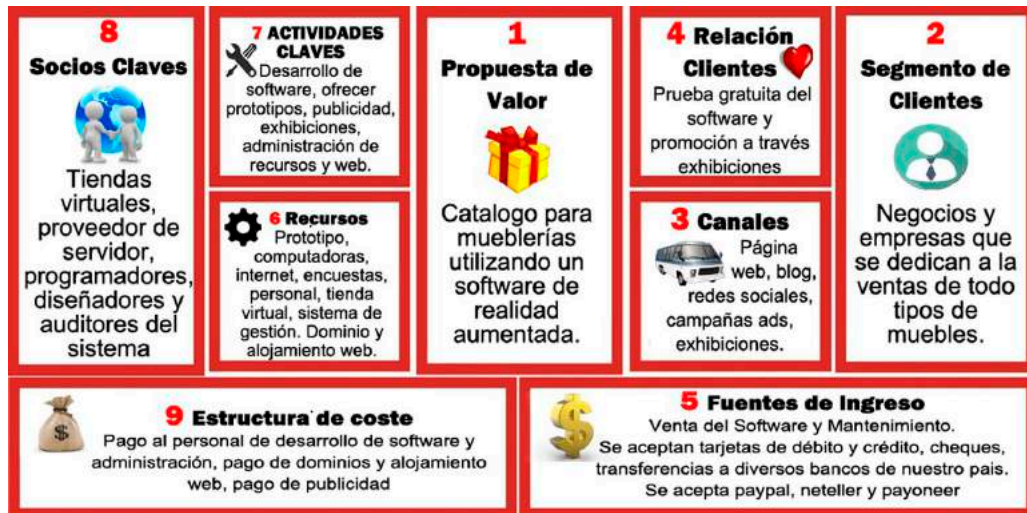 8
Socios Claves
Tiendas
virtuales,
proveedor de
servidor,
programadores,
diseñadores y
auditores del
sistema
7 ACTIVIDADES
CLAVES
Desarrollo de
software, ofrecer
prototipos, publicidad,
exhibiciones,
administración de
recursos y web.
6 Recursos
Prototipo,
computadoras,
internet, encuestas,
personal, tienda
virtual, sistema de
gestión. Dominio y
alojamiento web.
1
Propuesta de
Valor
Catalogo para
mueblerías
utilizando un
software de
realidad
aumentada.
4 Relación
Clientes
Prueba gratuita del
software y
promoción a través
exhibiciones
3 Canales
Página
web, blog,
redes sociales,
campañas ads,
exhibiciones.
2
Segmento de
Clientes
Negocios y
empresas que
se dedican a la
ventas de todo
tipos de
muebles.
9 Estructura de coste
$
Pago al personal de desarrollo de software y
administración, pago de dominios y alojamiento
web, pago de publicidad
5 Fuentes de Ingreso
$
Venta del Software y Mantenimiento.
Se aceptan tarjetas de débito y crédito, cheques,
transferencias a diversos bancos de nuestro pais.
Se acepta paypal, neteller y payoneer